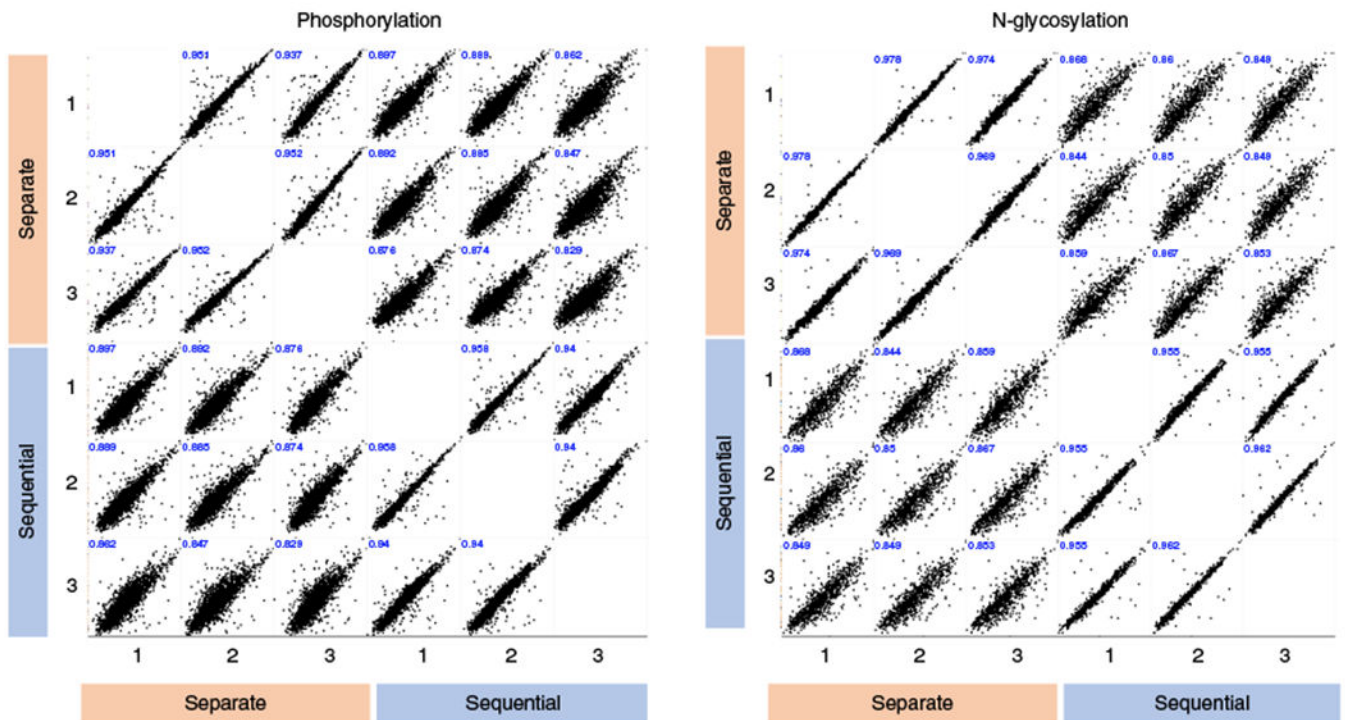 Phosphorylation
Separate
1
0.951 0.937 0.897 0.889 0.862
2
0.951 0.952 0.892 0.885 0.847
3
0.937 0.952 0.876 0.874 0.829
Sequential
1
0.897 0.892 0.876 0.958 0.94
2
0.889 0.885 0.874 0.958 0.94
3
0.862 0.847 0.829 0.94 0.94
1 2 3 1 2 3
Separate Sequential
N-glycosylation
Separate
1
0.978 0.974 0.868 0.86 0.849
2
0.978 0.969 0.844 0.85 0.849
3
0.974 0.969 0.859 0.867 0.853
Sequential
1
0.868 0.844 0.859 0.955 0.955
2
0.86 0.85 0.867 0.955 0.962
3
0.849 0.849 0.853 0.955 0.962
1 2 3 1 2 3
Separate Sequential